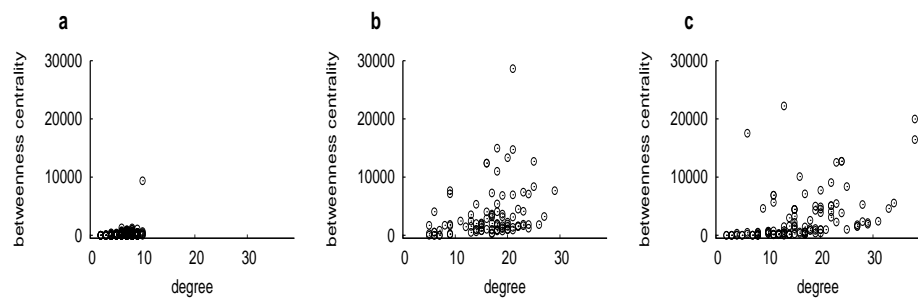 a b c
betweenness centrality betweenness centrality betweenness centrality
30000 30000 30000
20000 20000 20000
10000 10000 10000
0 0 0
0 10 20 30 0 10 20 30 0 10 20 30
degree degree degree